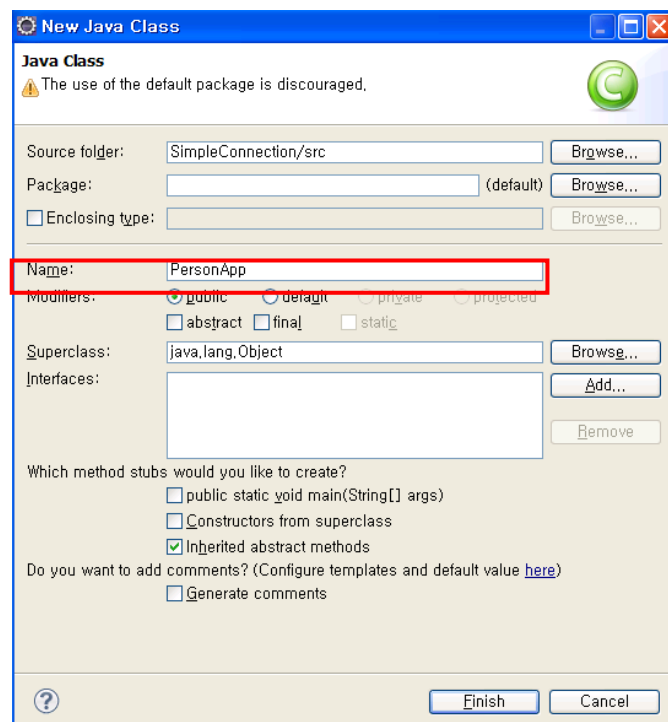 New Java Class
Java Class
The use of the default package is discouraged.
Source folder: SimpleConnection/src Browse...
Package: (default) Browse...
Enclosing type: Browse...
Name: PersonApp
Modifiers: public default private protected
abstract final static
Superclass: java.lang.Object Browse...
Interfaces: Add...
Remove
Which method stubs would you like to create?
public static void main(String[] args)
Constructors from superclass
Inherited abstract methods
Do you want to add comments? (Configure templates and default value here)
Generate comments
? Finish Cancel